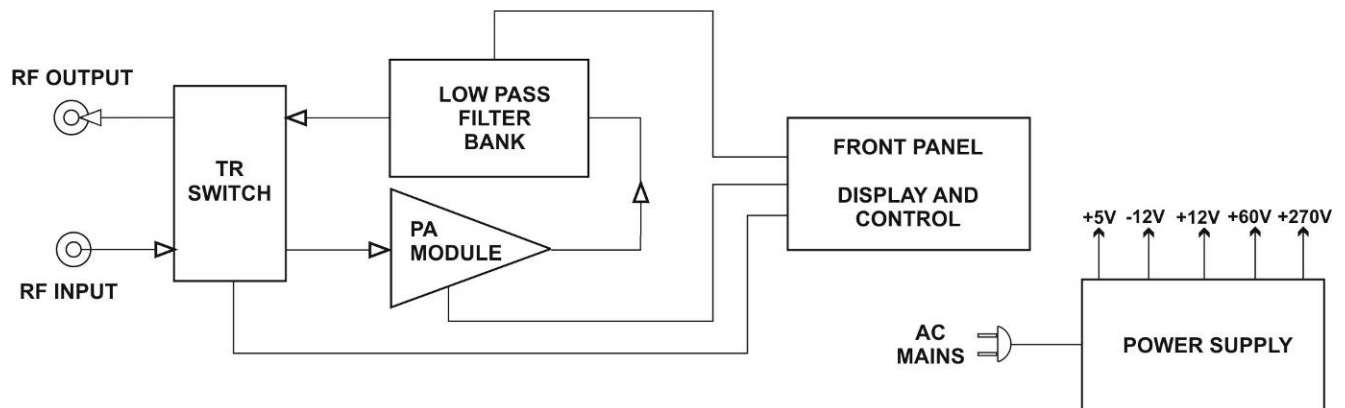 RF OUTPUT
RF INPUT
TR
SWITCH
LOW PASS
FILTER
BANK
PA
MODULE
FRONT PANEL
DISPLAY AND
CONTROL
+5V -12V +12V +60V +270V
AC
MAINS
POWER SUPPLY